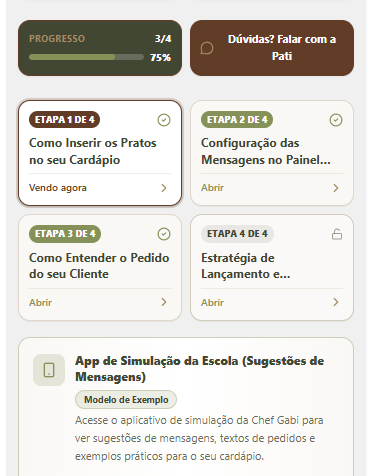 PROGRESSO 3/4
75%
Dúvidas? Falar com a
Pati
ETAPA 1 DE 4
Como Inserir os Pratos
no seu Cardápio
Vendo agora
ETAPA 2 DE 4
Configuração das
Mensagens no Painel...
Abrir
ETAPA 3 DE 4
Como Entender o Pedido
do seu Cliente
Abrir
ETAPA 4 DE 4
Estratégia de
Lançamento e...
Abrir
App de Simulação da Escola (Sugestões de
Mensagens)
Modelo de Exemplo
Acesse o aplicativo de simulação da Chef Gabi para
ver sugestões de mensagens, textos de pedidos e
exemplos práticos para o seu cardápio.